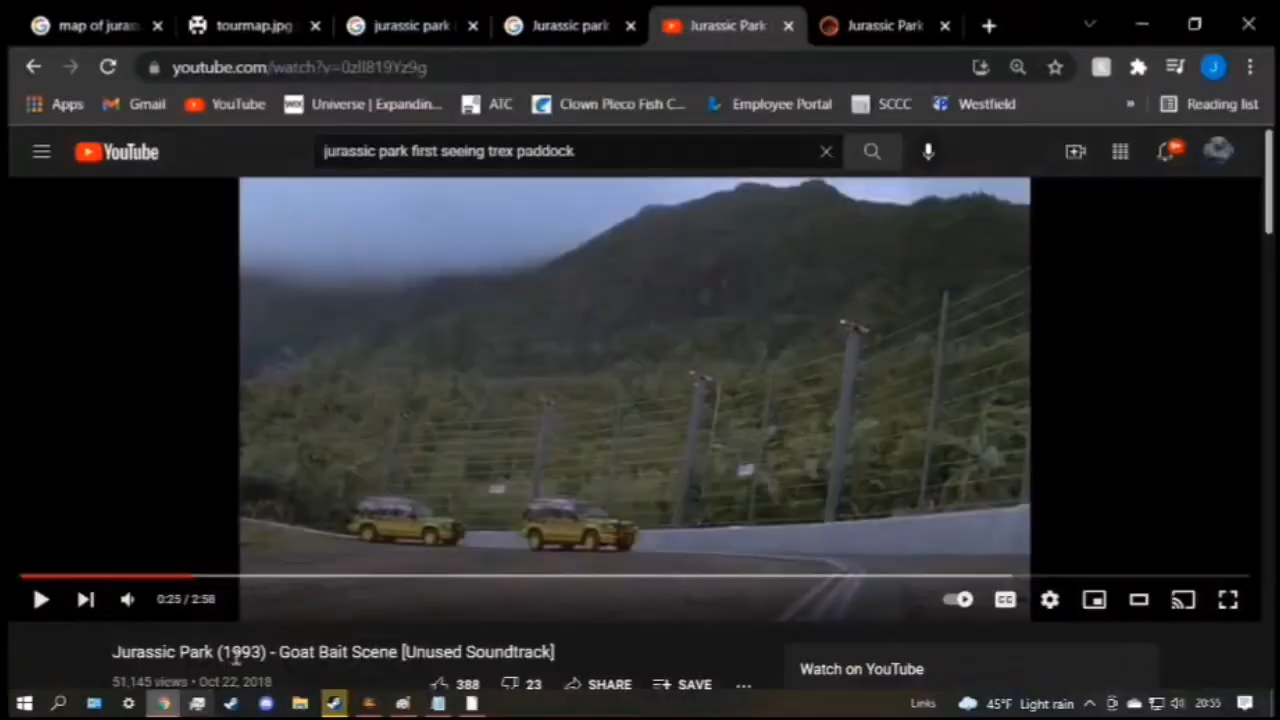 map of juras
tourmap.jpg
jurassic park
Jurassic park
Jurassic Park
Jurassic Park
youtube.com/watch?v=0zll819Yz9g
Apps
Gmail
YouTube
Universe | Expandin...
ATC
Clown Pleco Fish C...
Employee Portal
SCCC
Westfield
»
Reading list
YouTube
jurassic park first seeing trex paddock
9+
0:25 / 2:58
CC
Jurassic Park (1993) - Goat Bait Scene [Unused Soundtrack]
51,145 views • Oct 22, 2018
388
23
SHARE
SAVE
Watch on YouTube
Links
45°F Light rain
20:55